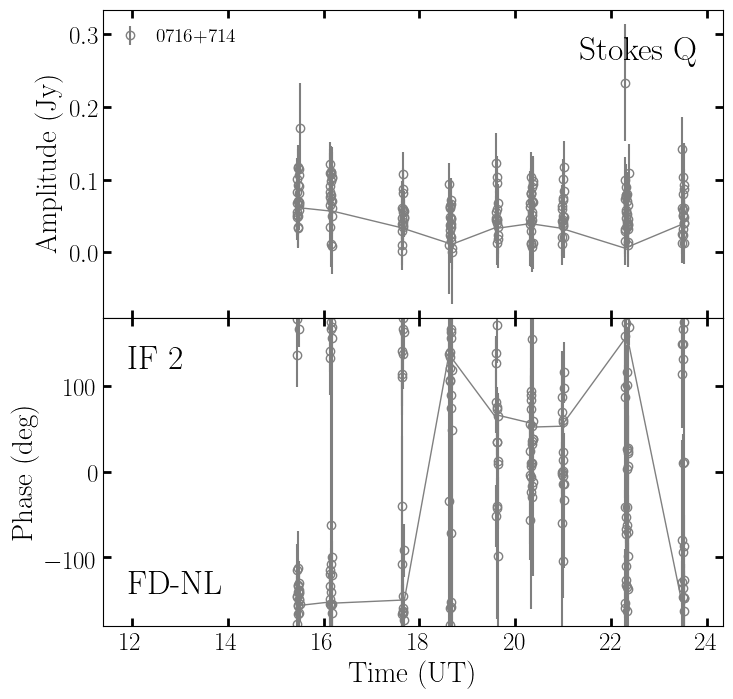 0716+714
Stokes Q
0.3
0.2
0.1
0.0
Amplitude (Jy)
IF 2
100
0
−100
Phase (deg)
FD-NL
12 14 16 18 20 22 24
Time (UT)